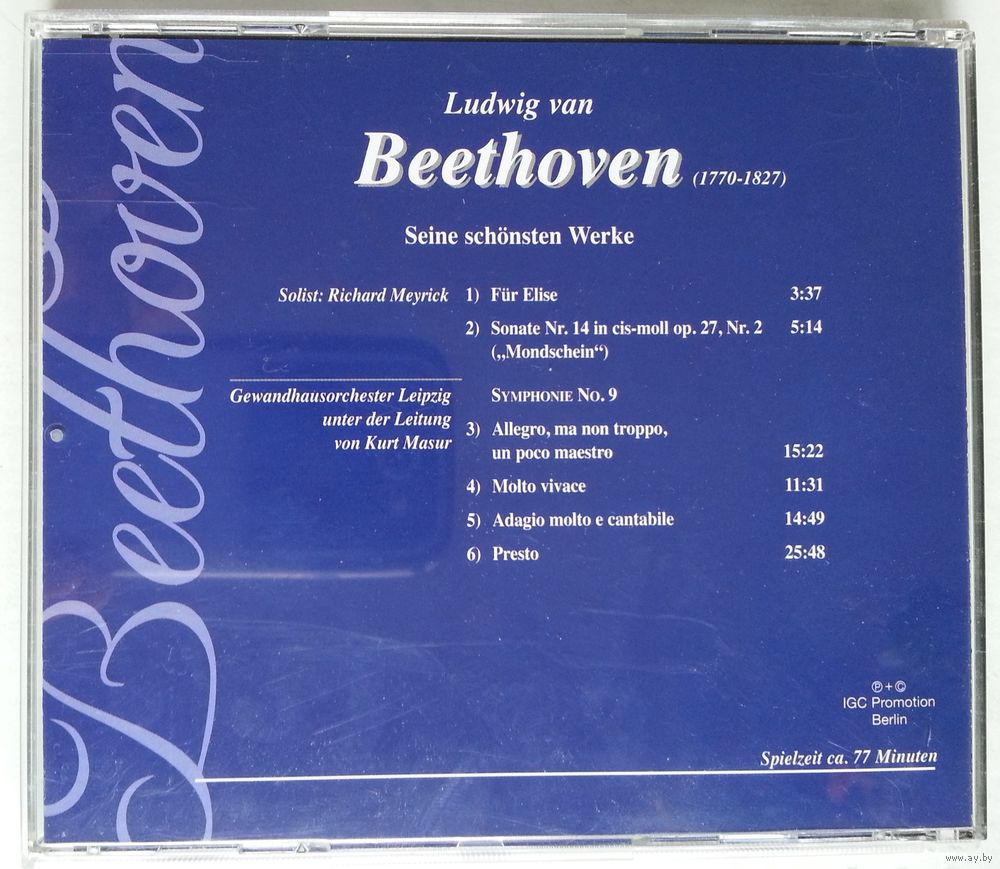 Beethoven
Ludwig van
Beethoven (1770-1827)
Seine schönsten Werke
Solist: Richard Meyrick 1) Für Elise 3:37
2) Sonate Nr. 14 in cis-moll op. 27, Nr. 2 5:14
(„Mondschein“)
Gewandhausorchester Leipzig SYMPHONIE NO. 9
unter der Leitung 3) Allegro, ma non troppo,
von Kurt Masur un poco maestro 15:22
4) Molto vivace 11:31
5) Adagio molto e cantabile 14:49
6) Presto 25:48
℗ + ©
IGC Promotion
Berlin
Spielzeit ca. 77 Minuten
www.ay.by